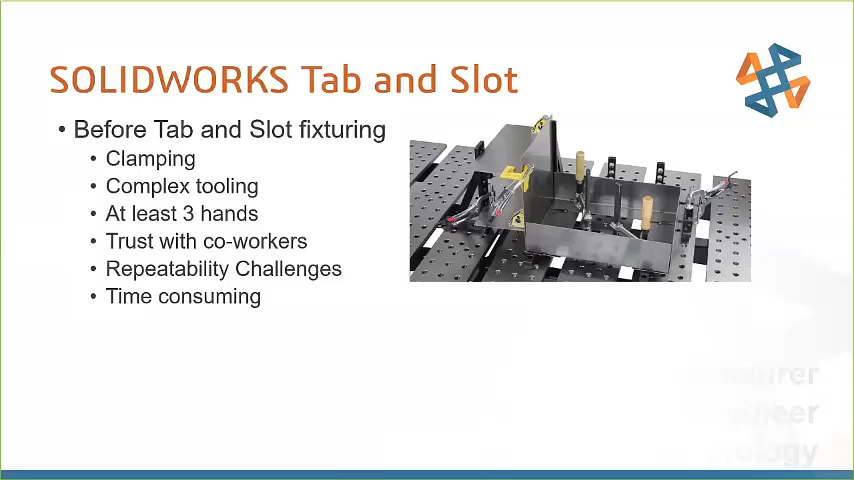 SOLIDWORKS Tab and Slot
• Before Tab and Slot fixturing
• Clamping
• Complex tooling
• At least 3 hands
• Trust with co-workers
• Repeatability Challenges
• Time consuming